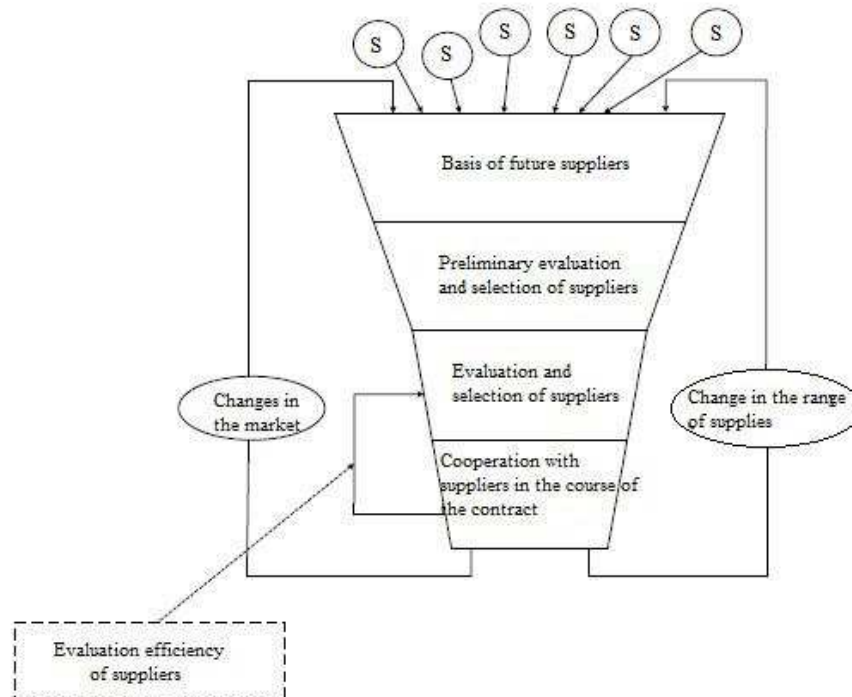 S
S
S
S
S
S
Basis of future suppliers
Preliminary evaluation
and selection of suppliers
Evaluation and
selection of suppliers
Changes in
the market
Change in the range
of supplies
Cooperation with
suppliers in the course of
the contract
Evaluation efficiency
of suppliers